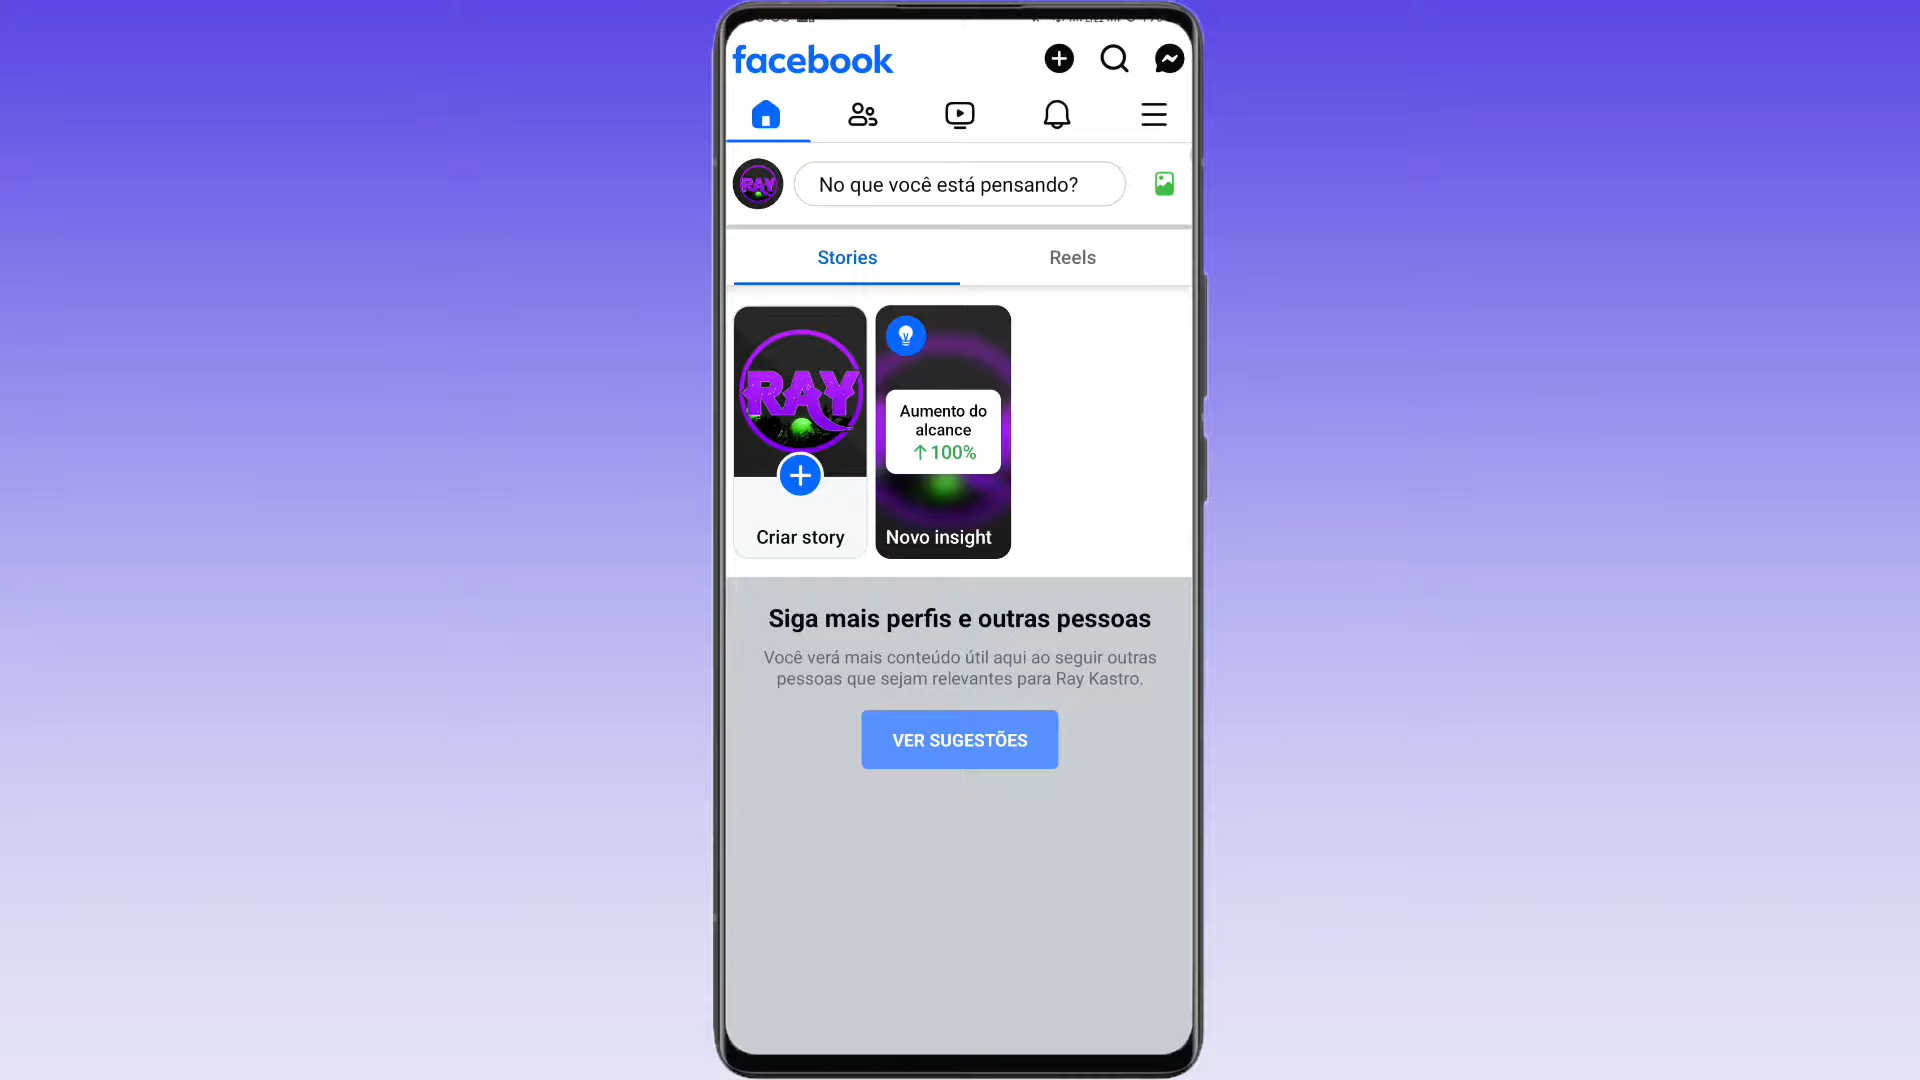 facebook
RAY
No que você está pensando?
Stories
Reels
RAY
Aumento do
alcance
↑100%
Criar story
Novo insight
Siga mais perfis e outras pessoas
Você verá mais conteúdo útil aqui ao seguir outras
pessoas que sejam relevantes para Ray Kastro.
VER SUGESTÕES